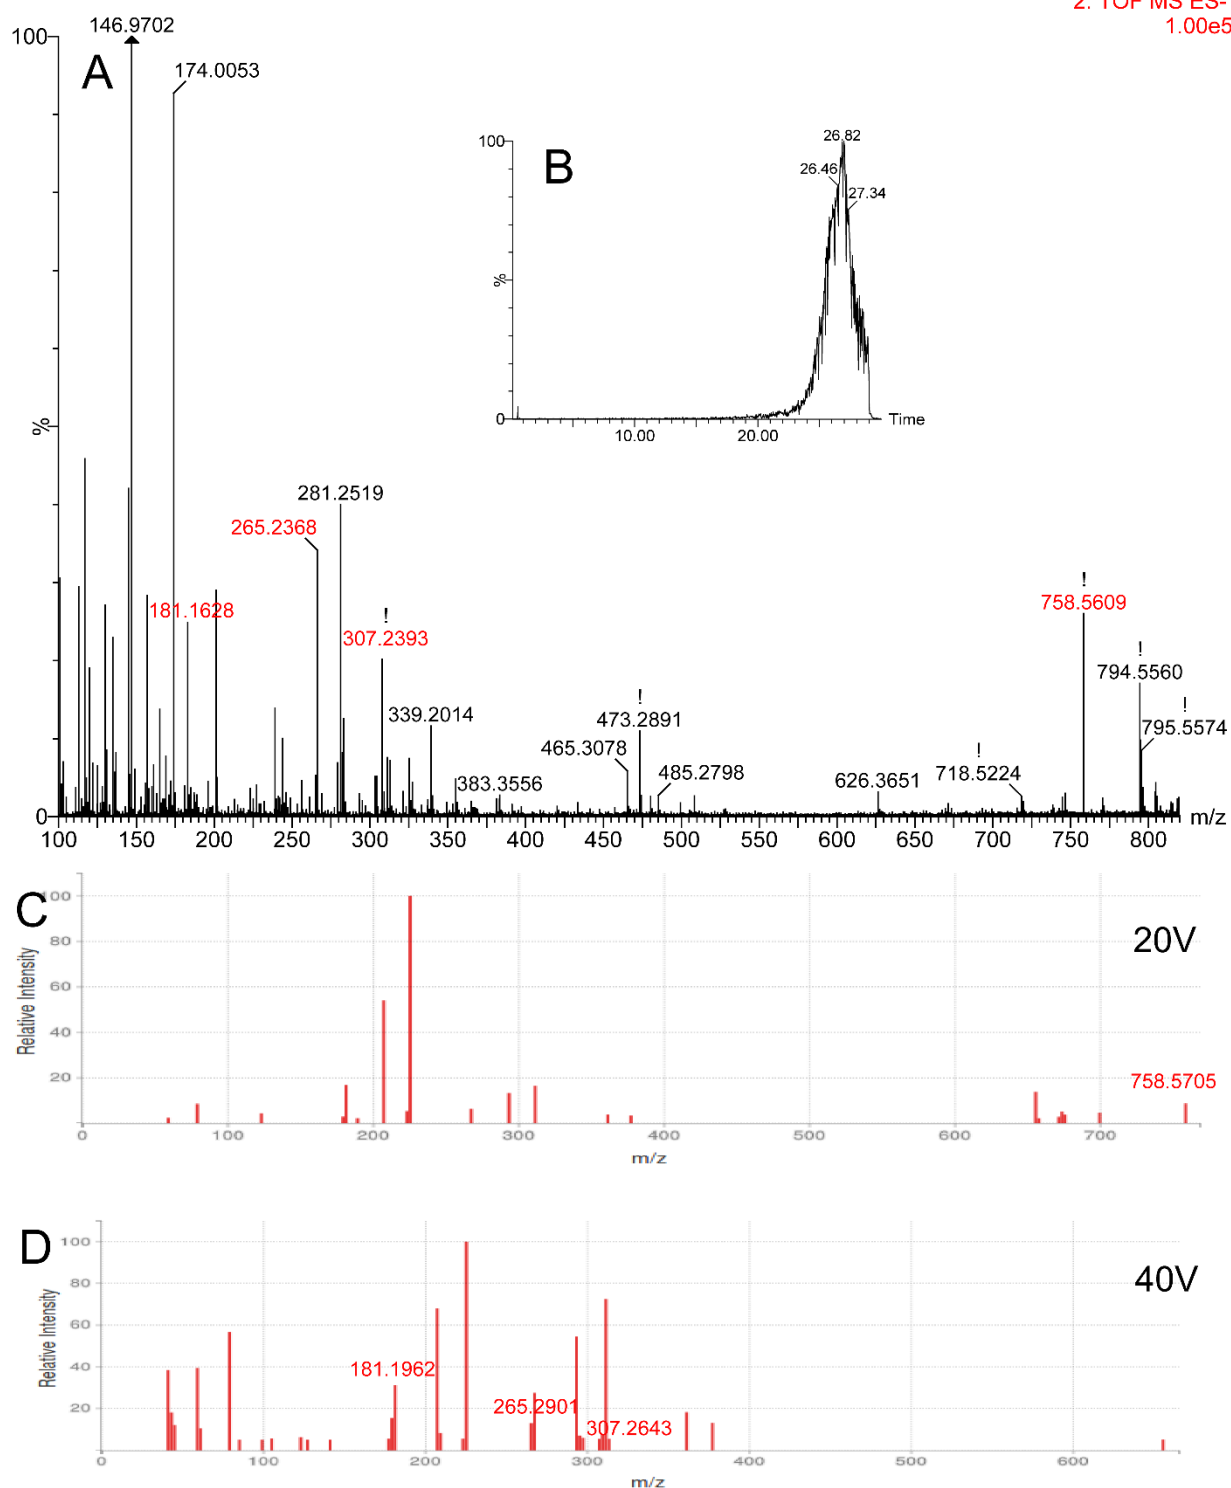 2. TOF MS ES-
1.00e5
146.9702
100
A
174.0053
%
281.2519
265.2368
181.1628
!
307.2393
339.2014
383.3556
!
473.2891
465.3078
485.2798
626.3651
!
718.5224
!
758.5609
!
794.5560
!
795.5574
0
100 150 200 250 300 350 400 450 500 550 600 650 700 750 800 m/z
B
100
26.82
26.46
27.34
%
0
10.00 20.00 Time
C
20V
Relative Intensity
100
80
60
40
20
758.5705
0 100 200 300 400 500 600 700
m/z
D
40V
Relative Intensity
100
80
60
40
20
181.1962
265.2901
307.2643
0 100 200 300 400 500 600
m/z